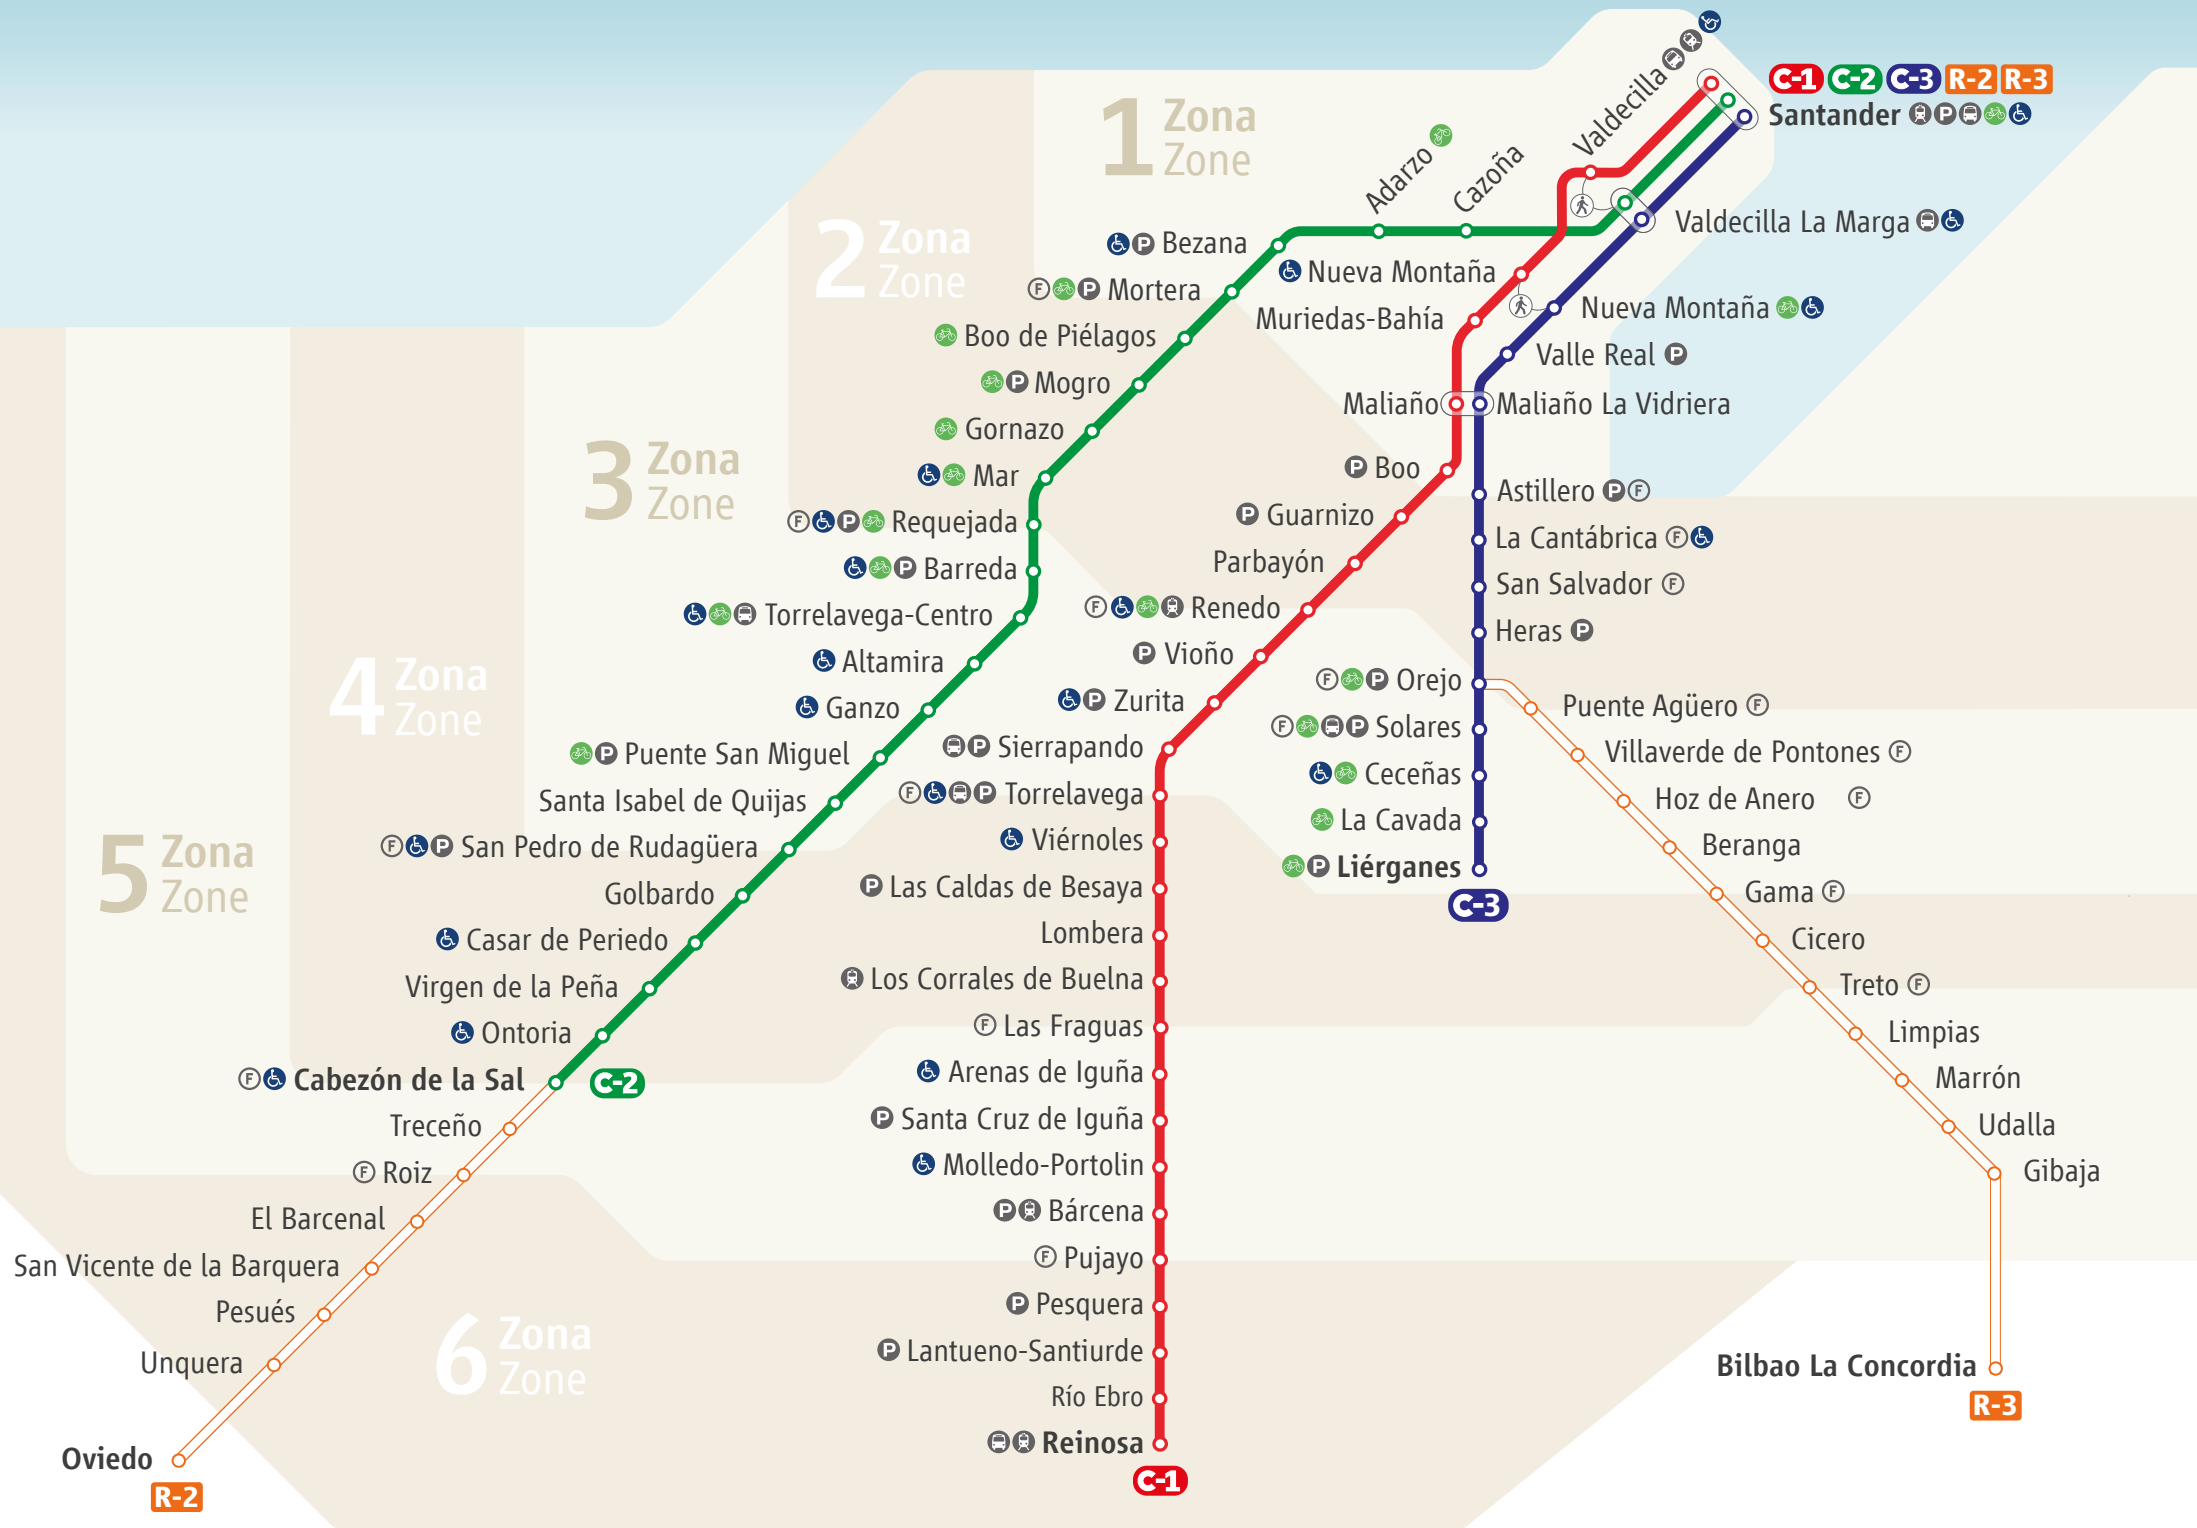 C-1 C-2 C-3 R-2 R-3
Santander P
Valdecilla
Valdecilla La Marga
1 Zona
Zone
2 Zona
Zone
3 Zona
Zone
4 Zona
Zone
5 Zona
Zone
6 Zona
Zone
Adarzo
Cazoña
P Bezana
F P Mortera
Boo de Piélagos
P Mogro
Gornazo
Mar
F P Requejada
P Barreda
Torrelavega-Centro
Altamira
Ganzo
P Puente San Miguel
Santa Isabel de Quijas
F P San Pedro de Rudagüera
Golbardo
Casar de Periedo
Virgen de la Peña
Ontoria
F Cabezón de la Sal
C-2
Treceño
F Roiz
El Barcenal
San Vicente de la Barquera
Pesués
Unquera
Oviedo
R-2
Nueva Montaña
Muriedas-Bahía
Maliaño
P Boo
P Guarnizo
Parbayón
F Renedo
P Vioño
P Zurita
P Sierrapando
F P Torrelavega
Viérnoles
P Las Caldas de Besaya
Lombera
Los Corrales de Buelna
F Las Fraguas
Arenas de Iguña
P Santa Cruz de Iguña
Molledo-Portolin
P Bárcena
F Pujayo
P Pesquera
P Lantueno-Santiurde
Río Ebro
Reinosa
C-1
Nueva Montaña
Valle Real P
Maliaño La Vidriera
Astillero P F
La Cantábrica F
San Salvador F
Heras P
F P Orejo
F P Solares
Ceceñas
La Cavada
P Liérganes
C-3
Puente Agüero F
Villaverde de Pontones F
Hoz de Anero F
Beranga
Gama F
Cicero
Treto F
Limpias
Marrón
Udalla
Gibaja
Bilbao La Concordia
R-3